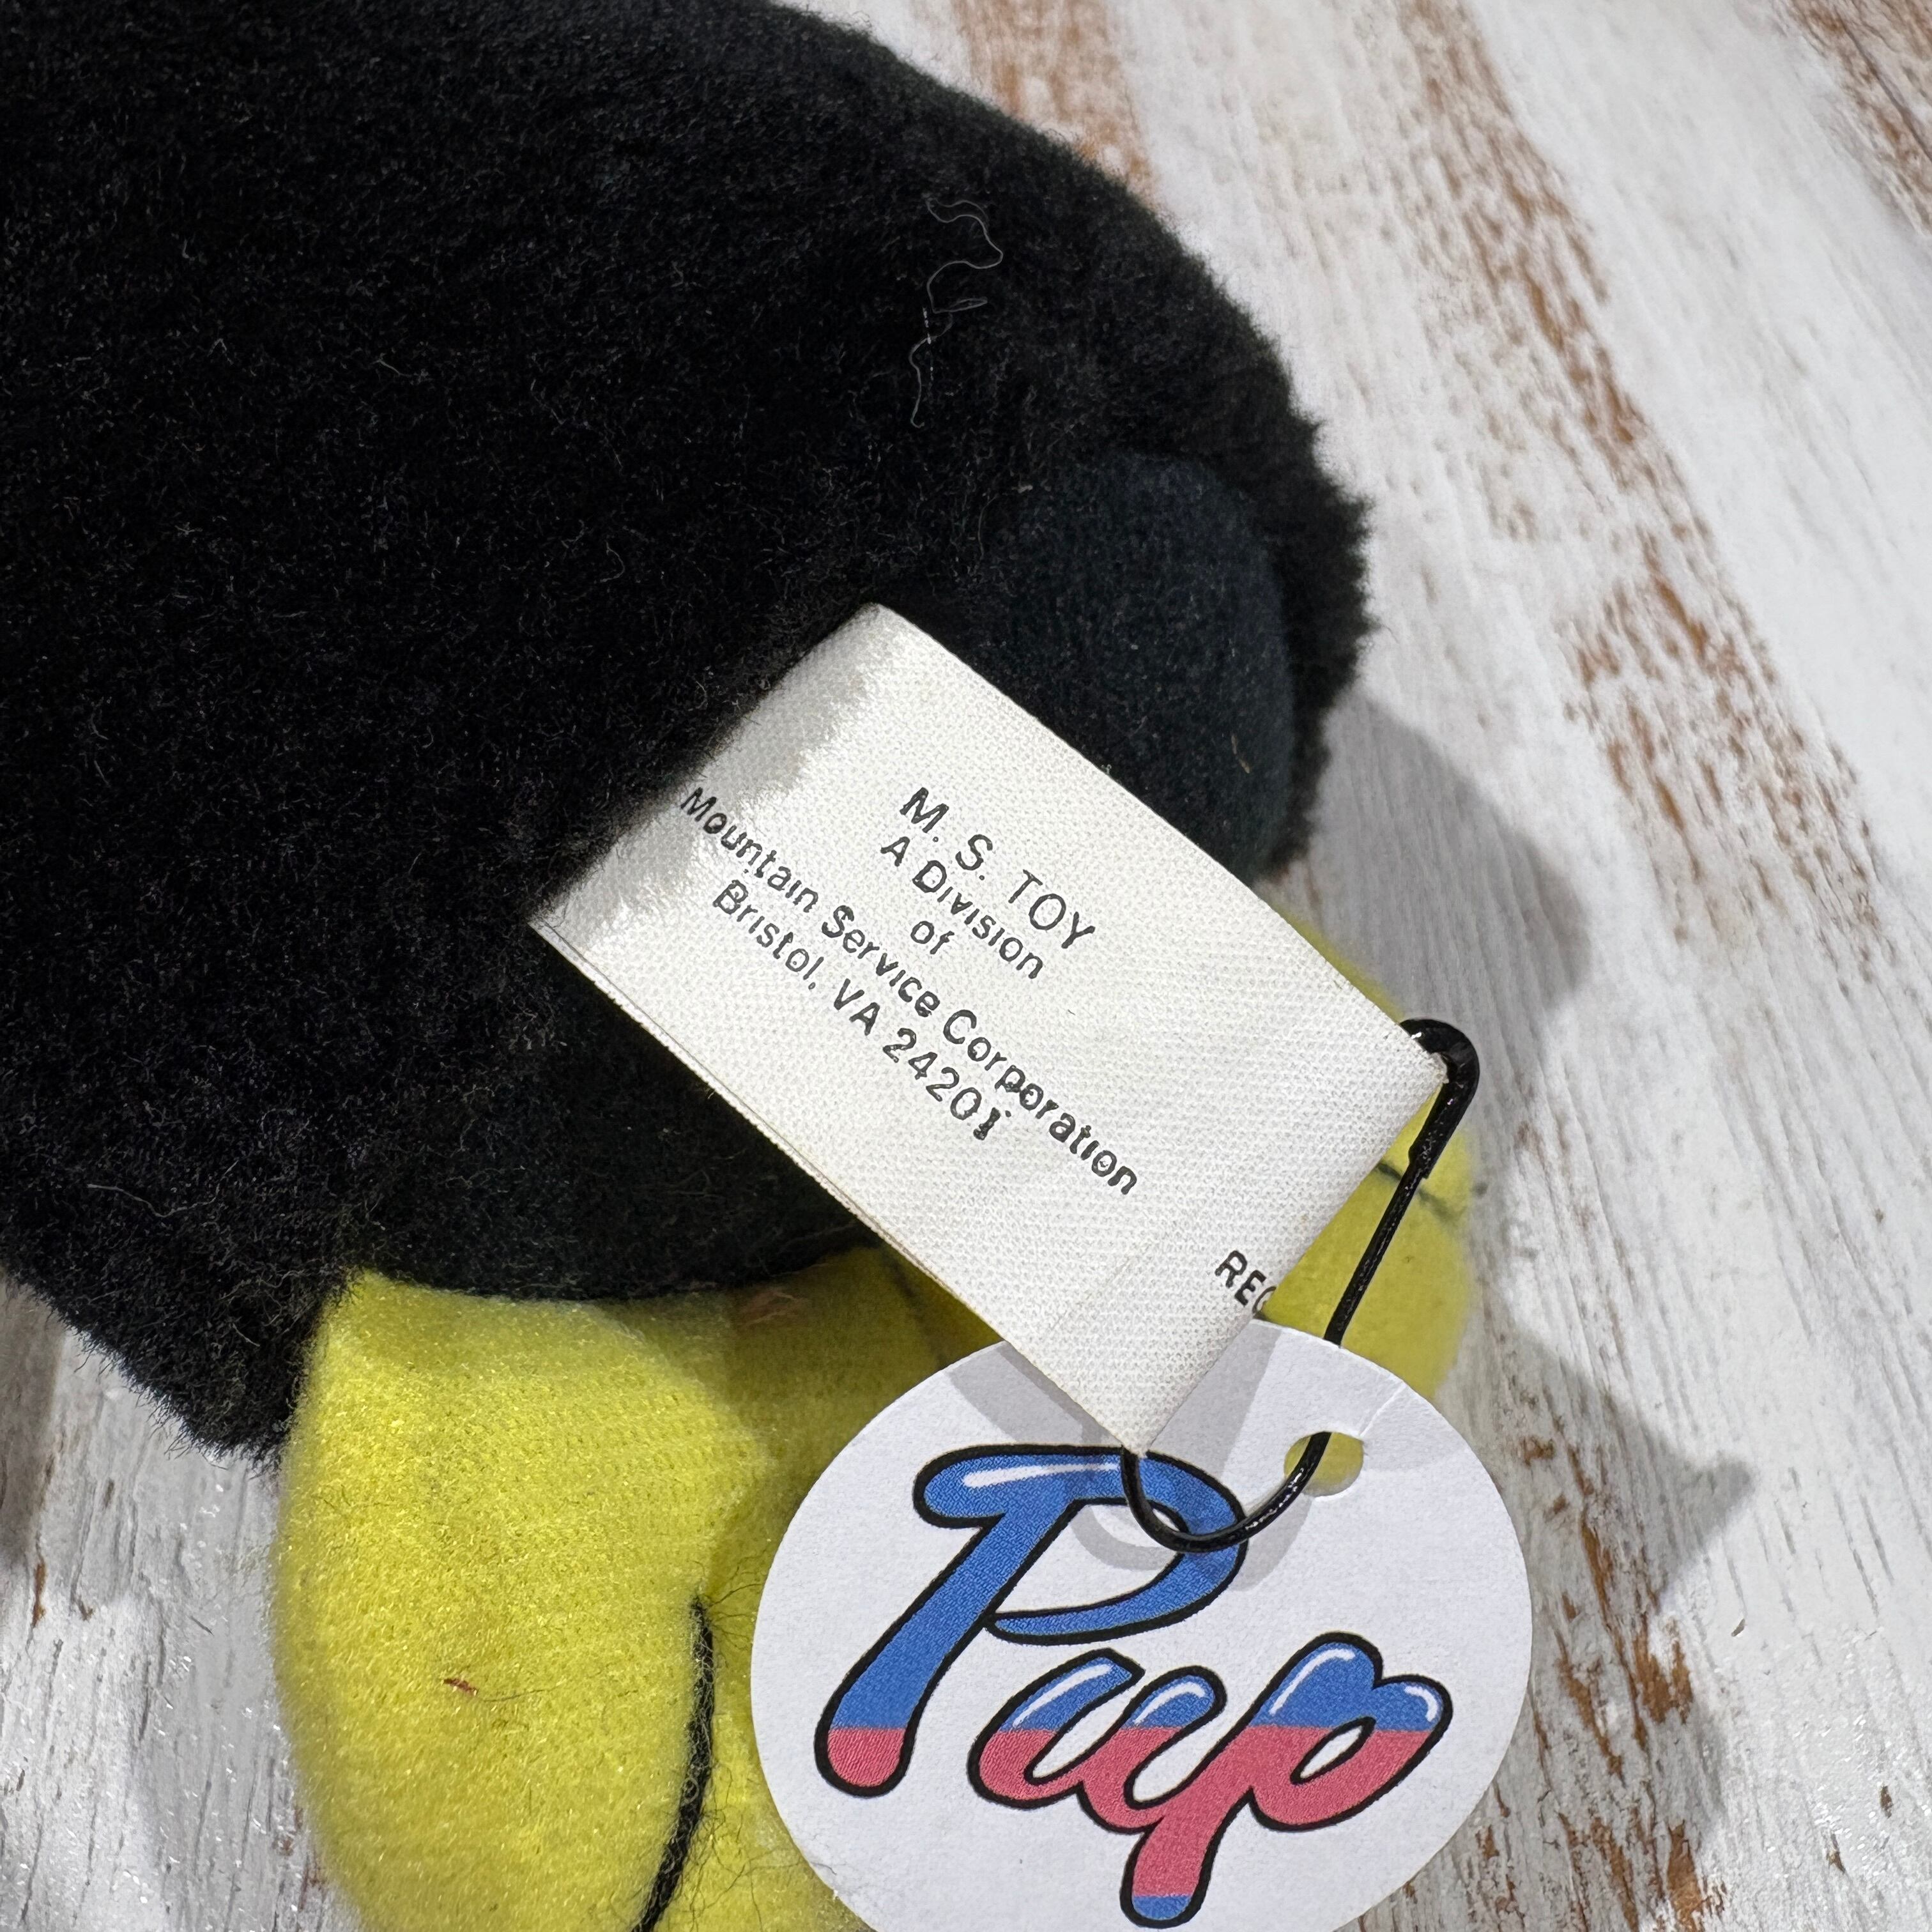 M. S. TOY
A Division
of
Mountain Service Corporation
Bristol, VA 24201
Pup